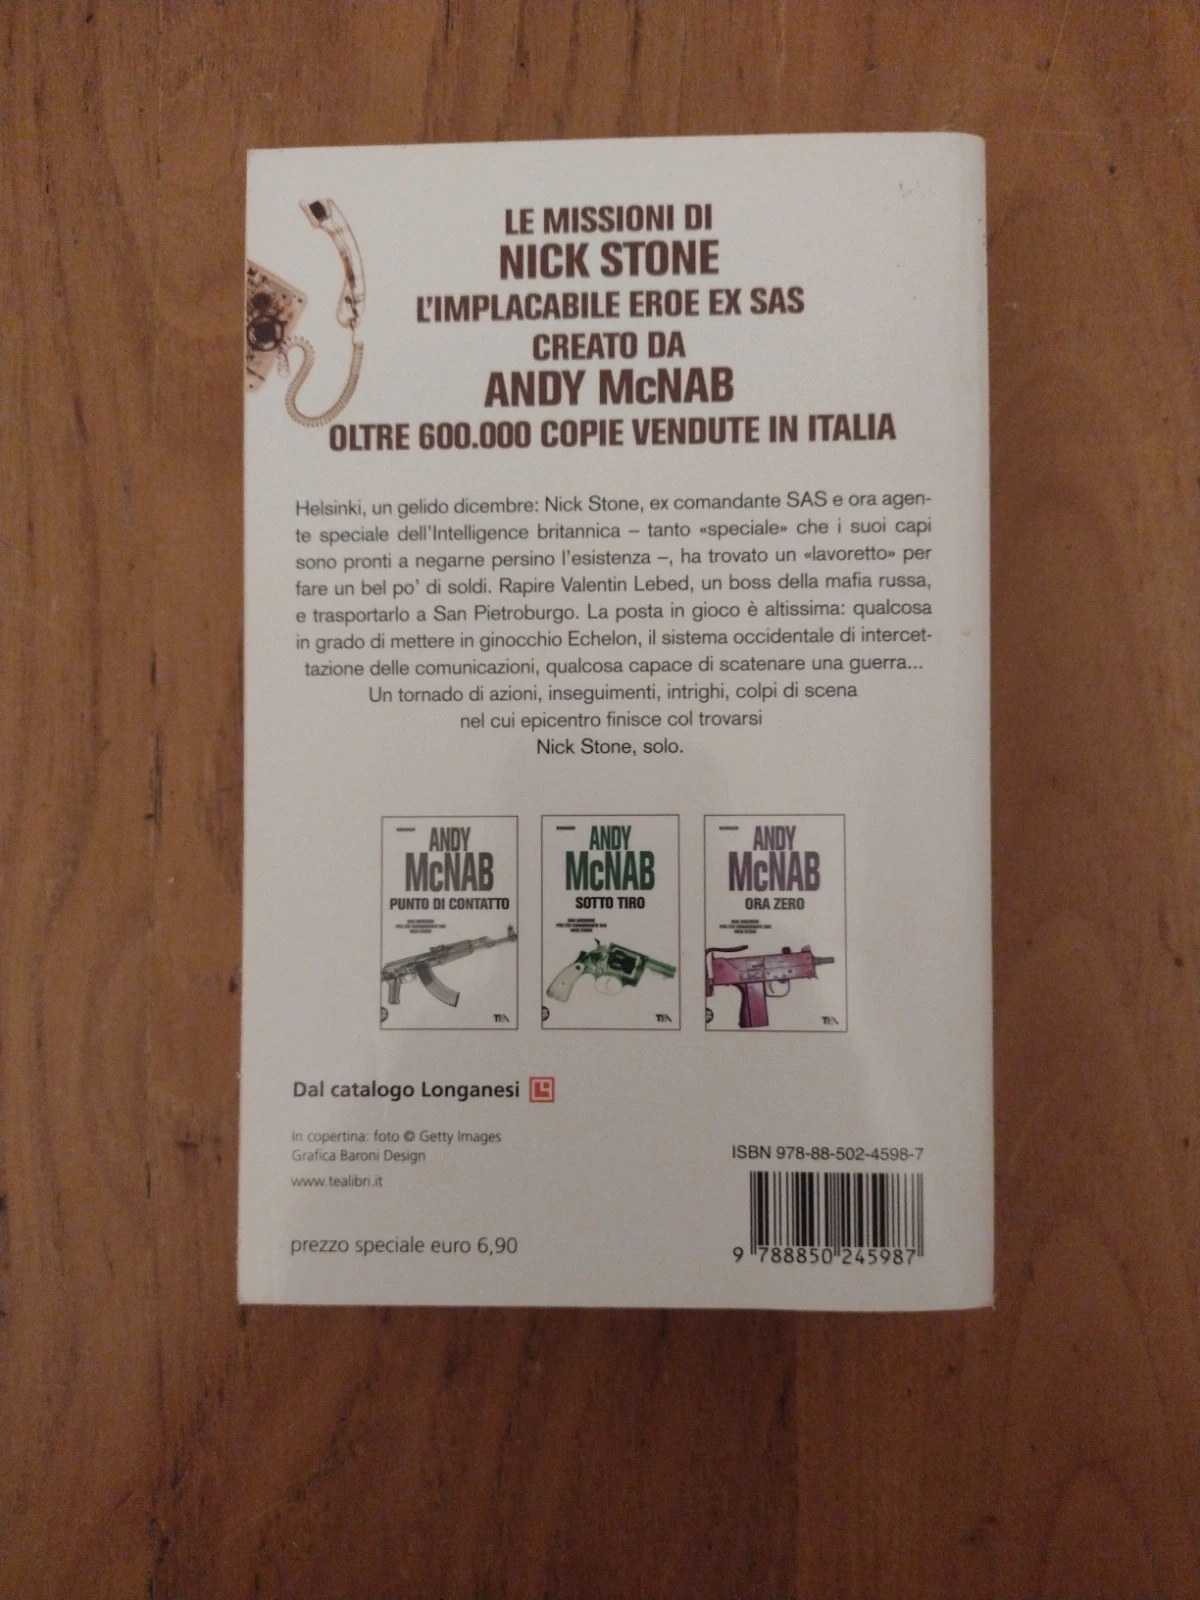 LE MISSIONI DI
NICK STONE
L'IMPLACABILE EROE EX SAS
CREATO DA
ANDY McNAB
OLTRE 600.000 COPIE VENDUTE IN ITALIA
Helsinki, un gelido dicembre: Nick Stone, ex comandante SAS e ora agen-
te speciale dell'Intelligence britannica – tanto «speciale» che i suoi capi
sono pronti a negarne persino l'esistenza –, ha trovato un «lavoretto» per
fare un bel po' di soldi. Rapire Valentin Lebed, un boss della mafia russa,
e trasportarlo a San Pietroburgo. La posta in gioco è altissima: qualcosa
in grado di mettere in ginocchio Echelon, il sistema occidentale di intercet-
tazione delle comunicazioni, qualcosa capace di scatenare una guerra...
Un tornado di azioni, inseguimenti, intrighi, colpi di scena
nel cui epicentro finisce col trovarsi
Nick Stone, solo.
ANDY
McNAB
PUNTO DI CONTATTO
TEA
ANDY
McNAB
SOTTO TIRO
TEA
ANDY
McNAB
ORA ZERO
TEA
Dal catalogo Longanesi
In copertina: foto © Getty Images
Grafica Baroni Design
www.tealibri.it
prezzo speciale euro 6,90
ISBN 978-88-502-4598-7
9 788850 245987